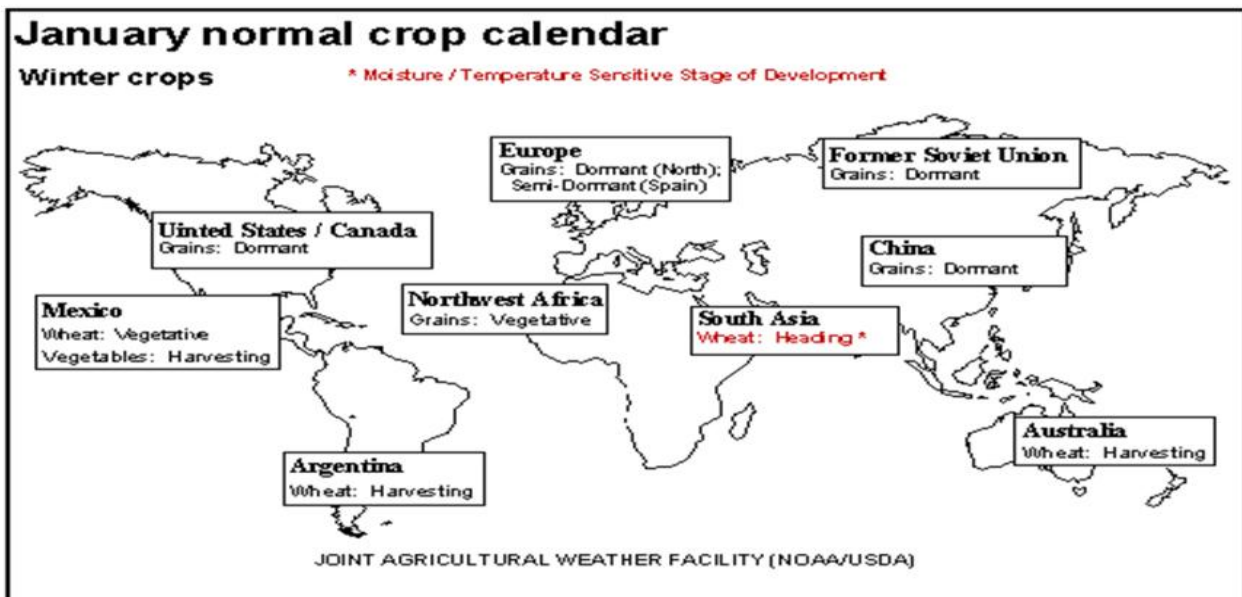 January normal crop calendar
Winter crops
* Moisture / Temperature Sensitive Stage of Development
Europe
Grains: Dormant (North);
Semi-Dormant (Spain)
Former Soviet Union
Grains: Dormant
Uinted States / Canada
Grains: Dormant
China
Grains: Dormant
Mexico
Wheat: Vegetative
Vegetables: Harvesting
Northwest Africa
Grains: Vegetative
South Asia
Wheat: Heading *
Australia
Wheat: Harvesting
Argentina
Wheat: Harvesting
JOINT AGRICULTURAL WEATHER FACILITY (NOAA/USDA)